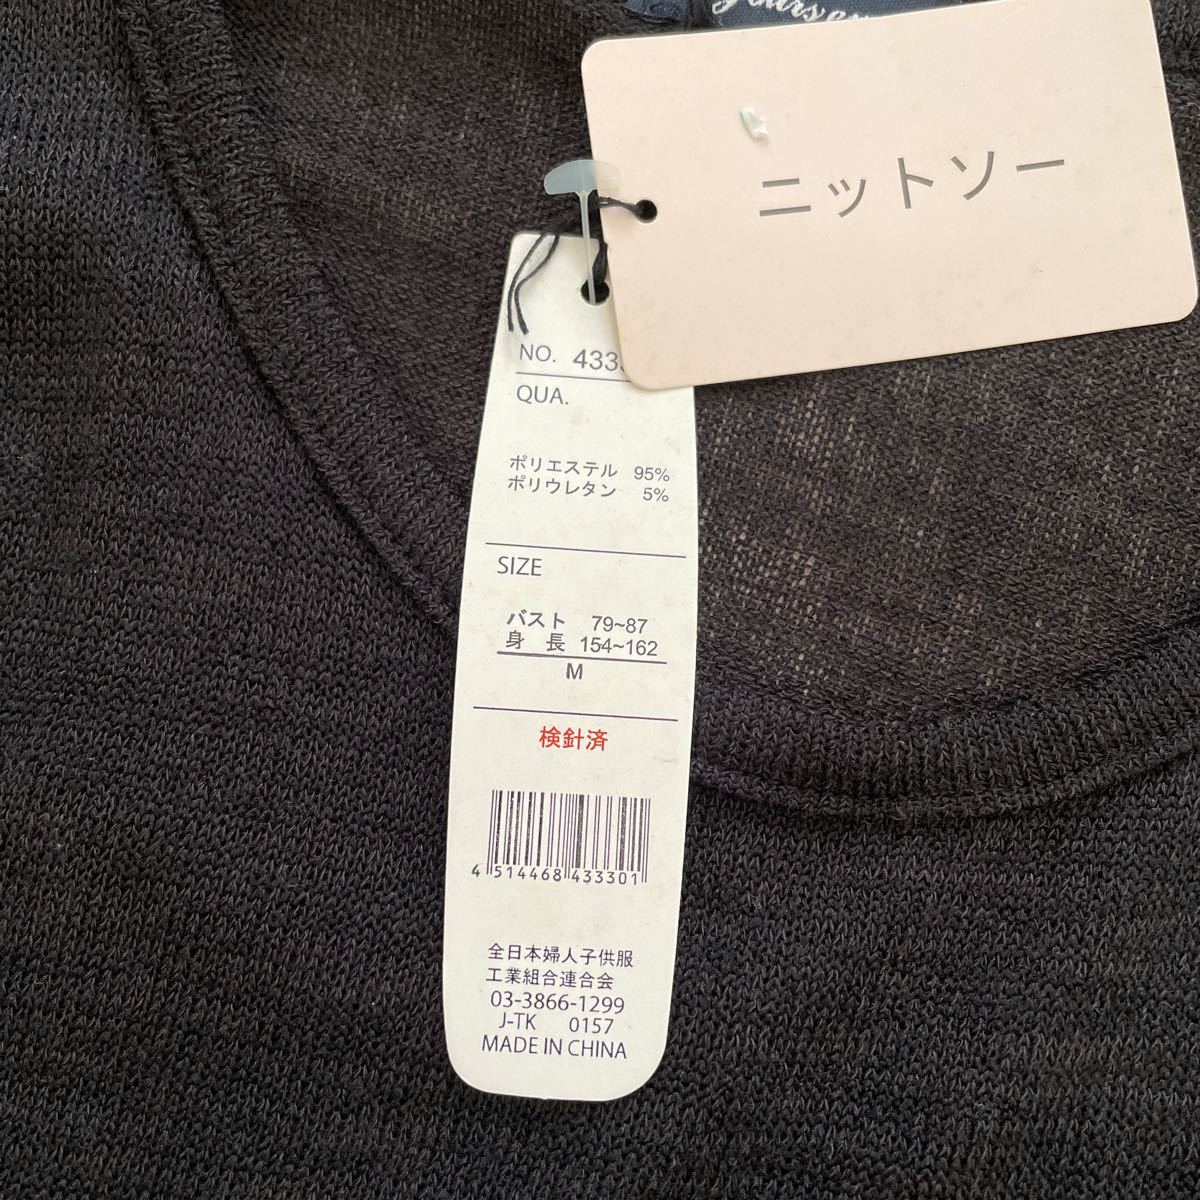 ニットソー
NO. 433
QUA.
ポリエステル 95%
ポリウレタン 5%
SIZE
バスト 79~87
身 長 154~162
M
検針済
4 514468 433301
全日本婦人子供服
工業組合連合会
03-3866-1299
J-TK 0157
MADE IN CHINA